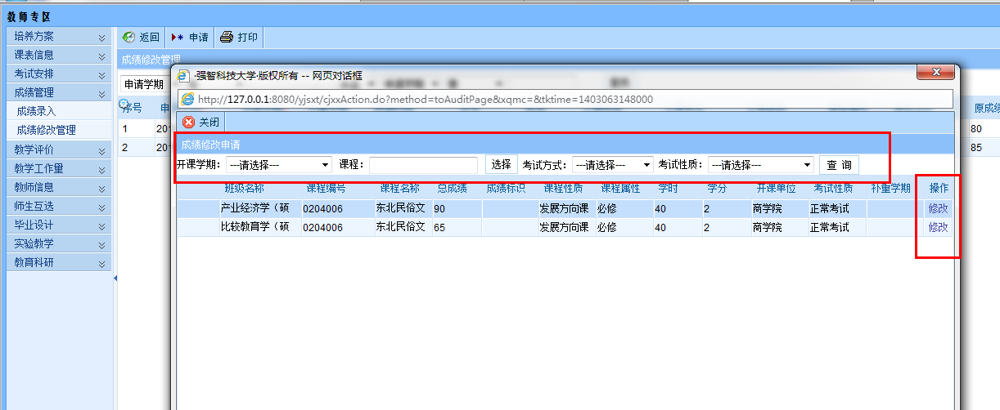 教师专区
培养方案
课表信息
考试安排
成绩管理
成绩录入
成绩修改管理
教学评价
教学工作量
教师信息
师生互选
毕业设计
实验教学
教育科研
返回 申请 打印
成绩修改管理
申请学期
序号 申 原成绩
1 201 80
2 201 85
·强智科技大学·版权所有 -- 网页对话框
http://127.0.0.1:8080/yjsxt/cjxxAction.do?method=toAuditPage&xqmc=&tktime=1403063148000
关闭
成绩修改申请
开课学期: ---请选择--- 课程: 选择 考试方式: ---请选择--- 考试性质: ---请选择--- 查 询
班级名称 课程编号 课程名称 总成绩 成绩标识 课程性质 课程属性 学时 学分 开课单位 考试性质 补重学期 操作
产业经济学（硕 0204006 东北民俗文 90 发展方向课 必修 40 2 商学院 正常考试 修改
比较教育学（硕 0204006 东北民俗文 65 发展方向课 必修 40 2 商学院 正常考试 修改